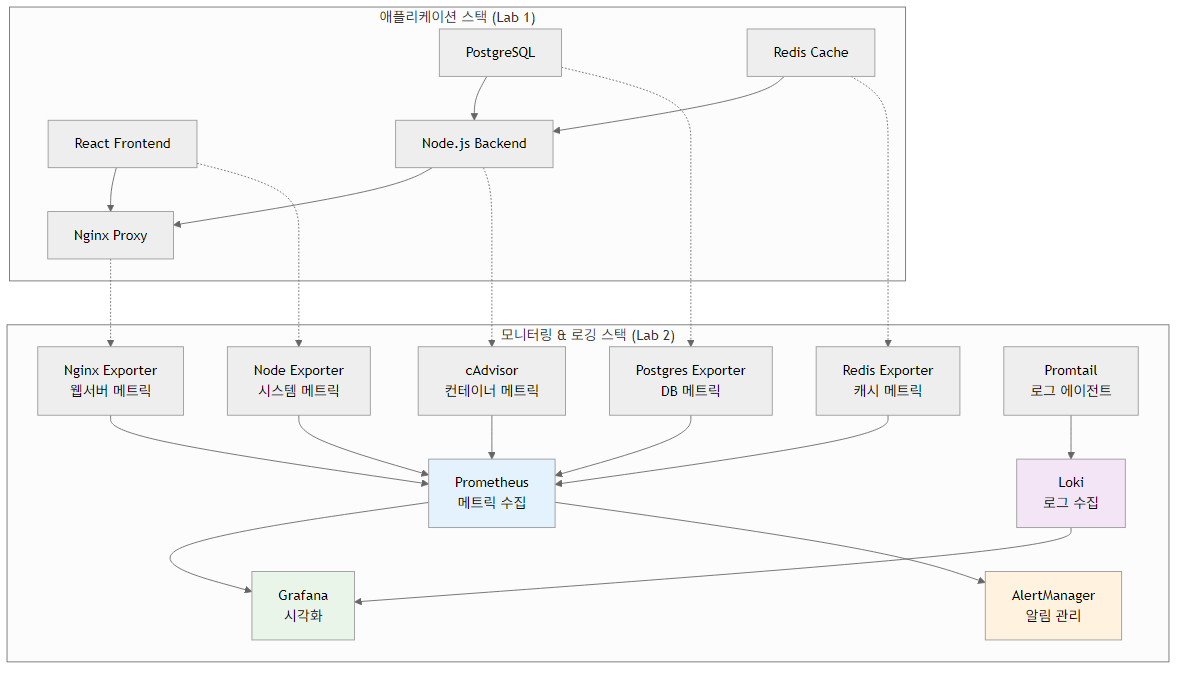 애플리케이션 스택 (Lab 1)
PostgreSQL
Redis Cache
React Frontend
Node.js Backend
Nginx Proxy
모니터링 & 로깅 스택 (Lab 2)
Nginx Exporter
웹서버 메트릭
Node Exporter
시스템 메트릭
cAdvisor
컨테이너 메트릭
Postgres Exporter
DB 메트릭
Redis Exporter
캐시 메트릭
Promtail
로그 에이전트
Prometheus
메트릭 수집
Loki
로그 수집
Grafana
시각화
AlertManager
알림 관리